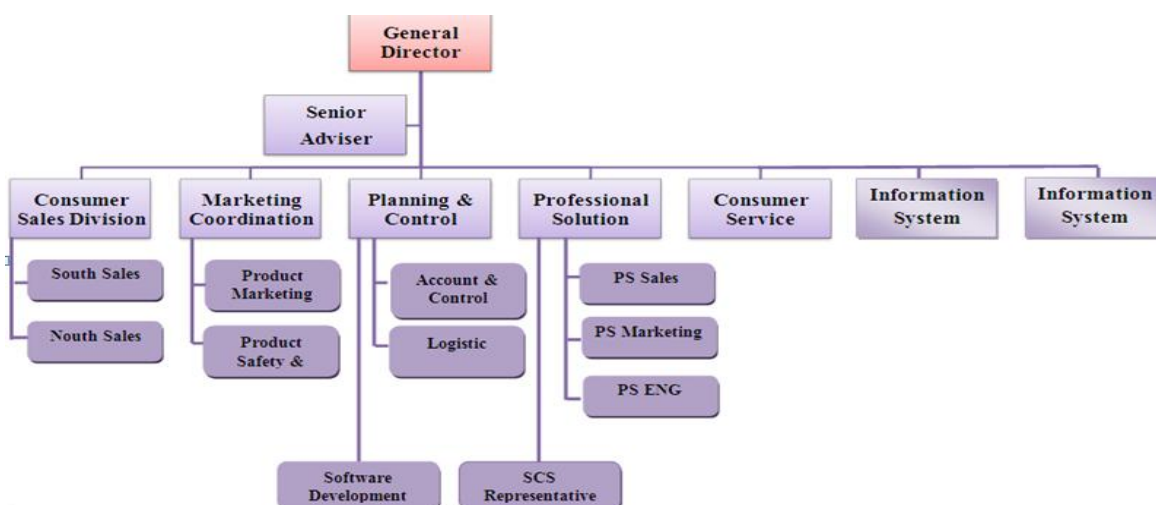 General
Director
Senior
Adviser
Consumer
Sales Division
Marketing
Coordination
Planning &
Control
Professional
Solution
Consumer
Service
Information
System
Information
System
South Sales
Nouth Sales
Product
Marketing
Product
Safety &
Account &
Control
Logistic
PS Sales
PS Marketing
PS ENG
Software
Development
SCS
Representative